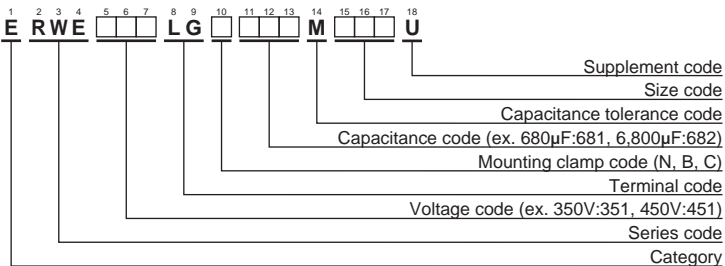 1 2 3 4 5 6 7 8 9 10 11 12 13 14 15 16 17 18
E RWE □□□ LG □ □□□ M □□□ U
Supplement code
Size code
Capacitance tolerance code
Capacitance code (ex. 680µF:681, 6,800µF:682)
Mounting clamp code (N, B, C)
Terminal code
Voltage code (ex. 350V:351, 450V:451)
Series code
Category